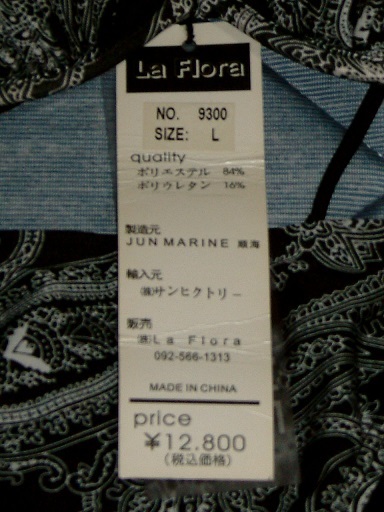 La Flora
NO. 9300
SIZE: L
quality
ポリエステル 84%
ポリウレタン 16%
製造元
JUN MARINE 順海
輸入元
㈱サンヒクトリー
販売
㈱La Flora
092-566-1313
MADE IN CHINA
price
¥12,800
(税込価格)